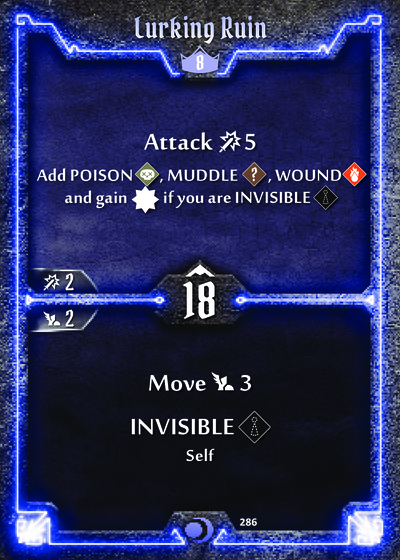 Lurking Ruin
8
Attack 5
Add POISON , MUDDLE ? , WOUND
and gain if you are INVISIBLE
2
18
2
Move 3
INVISIBLE
Self
286